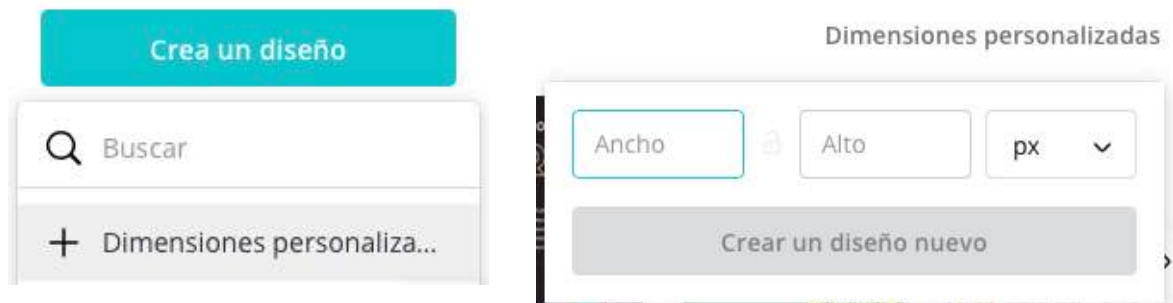 Crea un diseño
Buscar
Dimensiones personaliza...
Dimensiones personalizadas
Ancho
Alto
px
Crear un diseño nuevo